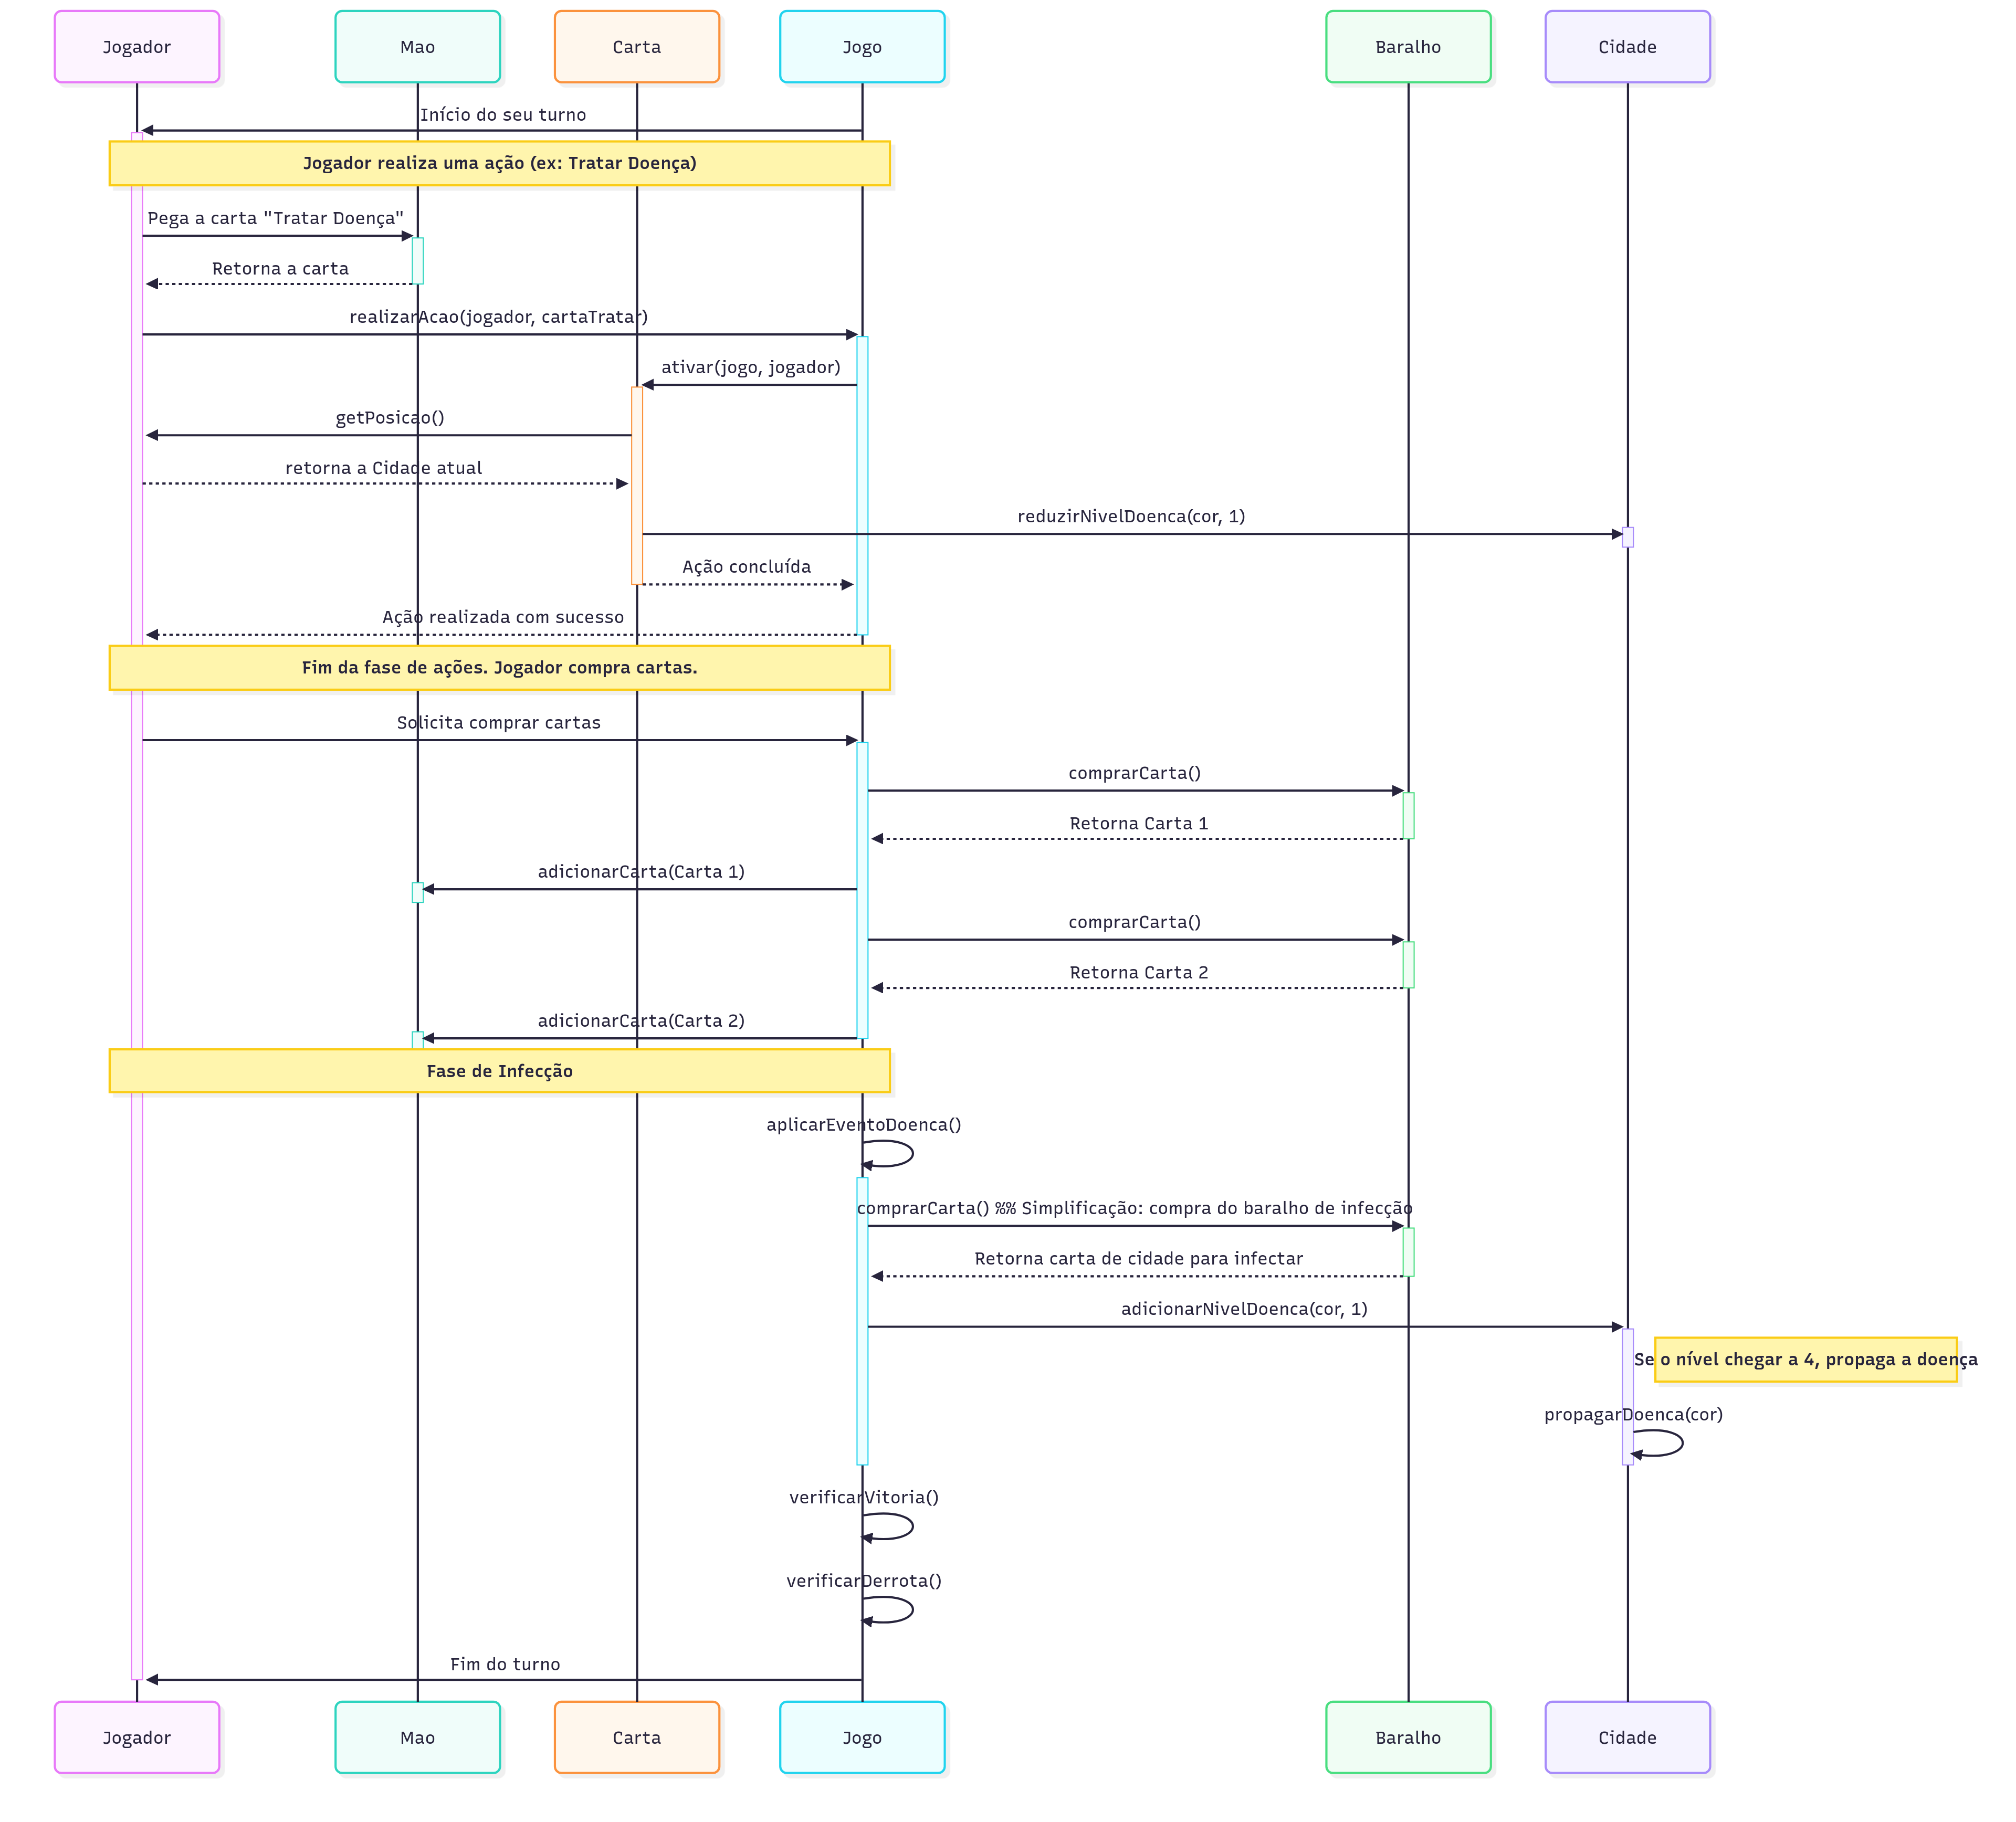 Jogador
Mao
Carta
Jogo
Baralho
Cidade
Início do seu turno
Jogador realiza uma ação (ex: Tratar Doença)
Pega a carta "Tratar Doença"
Retorna a carta
realizarAcao(jogador, cartaTratar)
ativar(jogo, jogador)
getPosicao()
retorna a Cidade atual
reduzirNivelDoenca(cor, 1)
Ação concluída
Ação realizada com sucesso
Fim da fase de ações. Jogador compra cartas.
Solicita comprar cartas
comprarCarta()
Retorna Carta 1
adicionarCarta(Carta 1)
comprarCarta()
Retorna Carta 2
adicionarCarta(Carta 2)
Fase de Infecção
aplicarEventoDoenca()
comprarCarta() %% Simplificação: compra do baralho de infecção
Retorna carta de cidade para infectar
adicionarNivelDoenca(cor, 1)
Se o nível chegar a 4, propaga a doença
propagarDoenca(cor)
verificarVitoria()
verificarDerrota()
Fim do turno
Jogador
Mao
Carta
Jogo
Baralho
Cidade